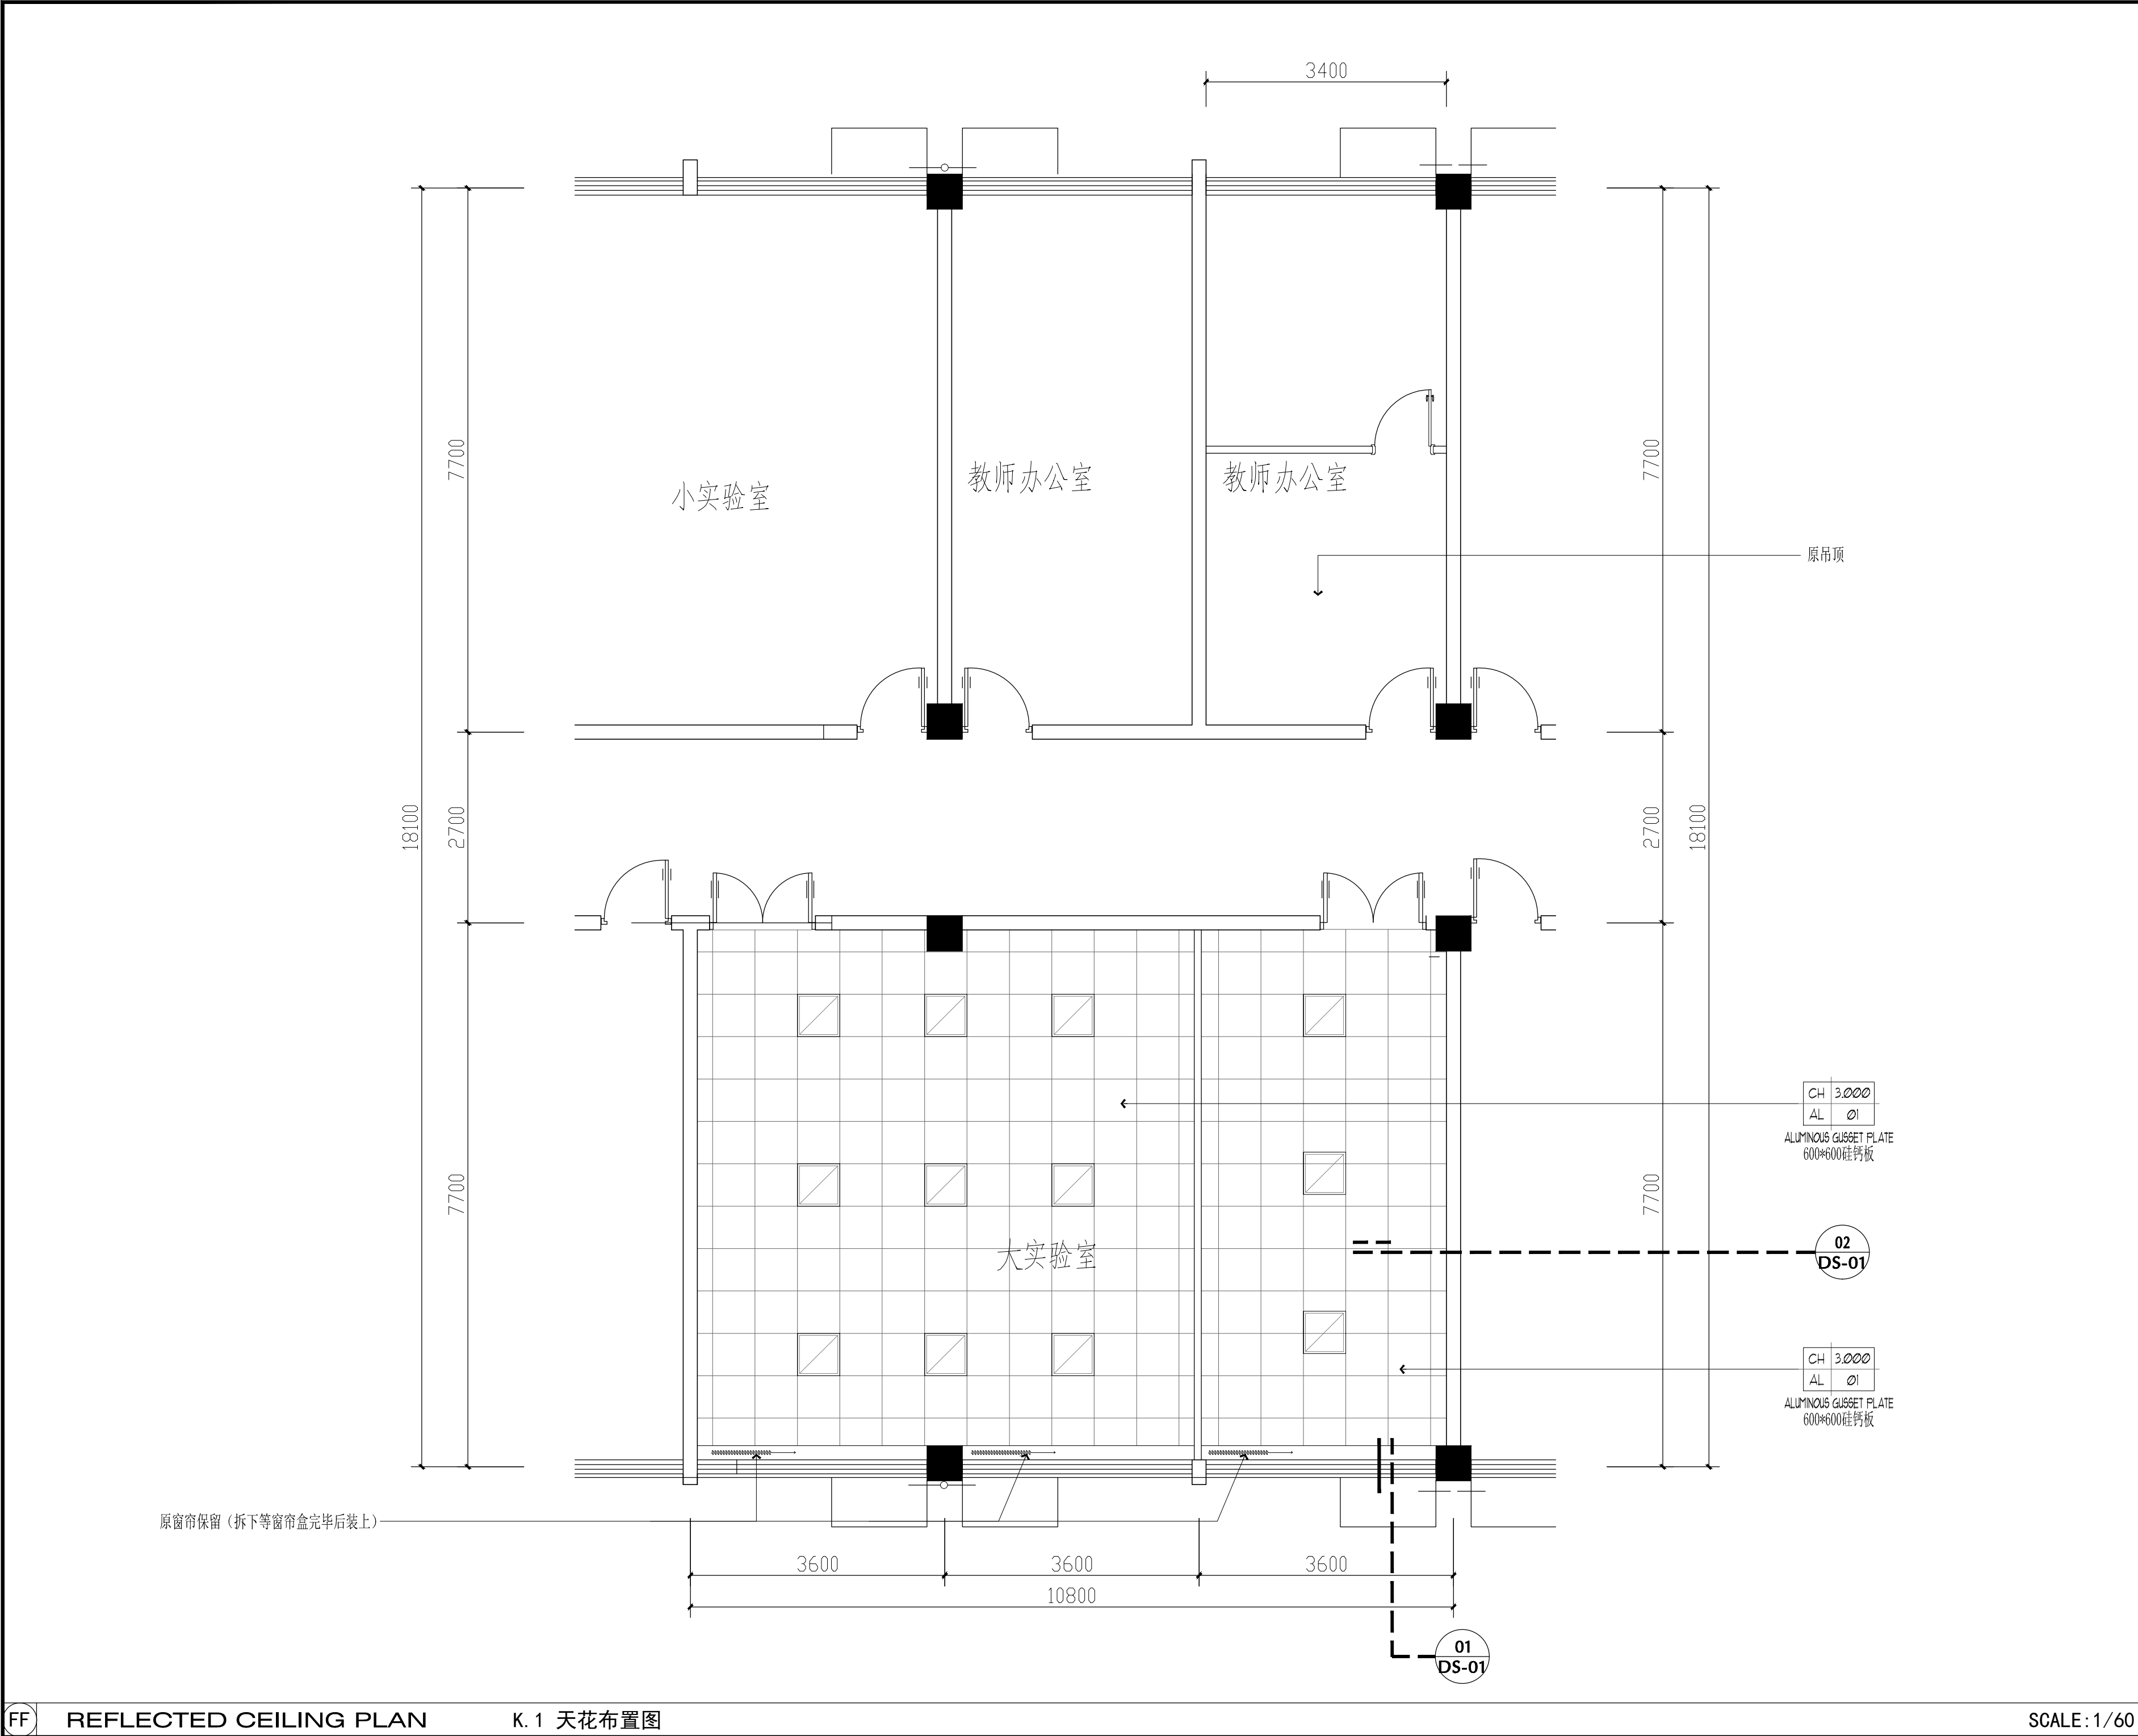 3400
7700
7700
小实验室
教师办公室
教师办公室
原吊顶
18100
2700
2700
18100
CH 3.000
AL 01
ALUMINOUS GUSSET PLATE
600*600硅钙板
7700
7700
大实验室
02
DS-01
CH 3.000
AL 01
ALUMINOUS GUSSET PLATE
600*600硅钙板
原窗帘保留（拆下等窗帘盒完毕后装上）
3600
3600
3600
10800
01
DS-01
FF
REFLECTED CEILING PLAN
K.1 天花布置图
SCALE:1/60